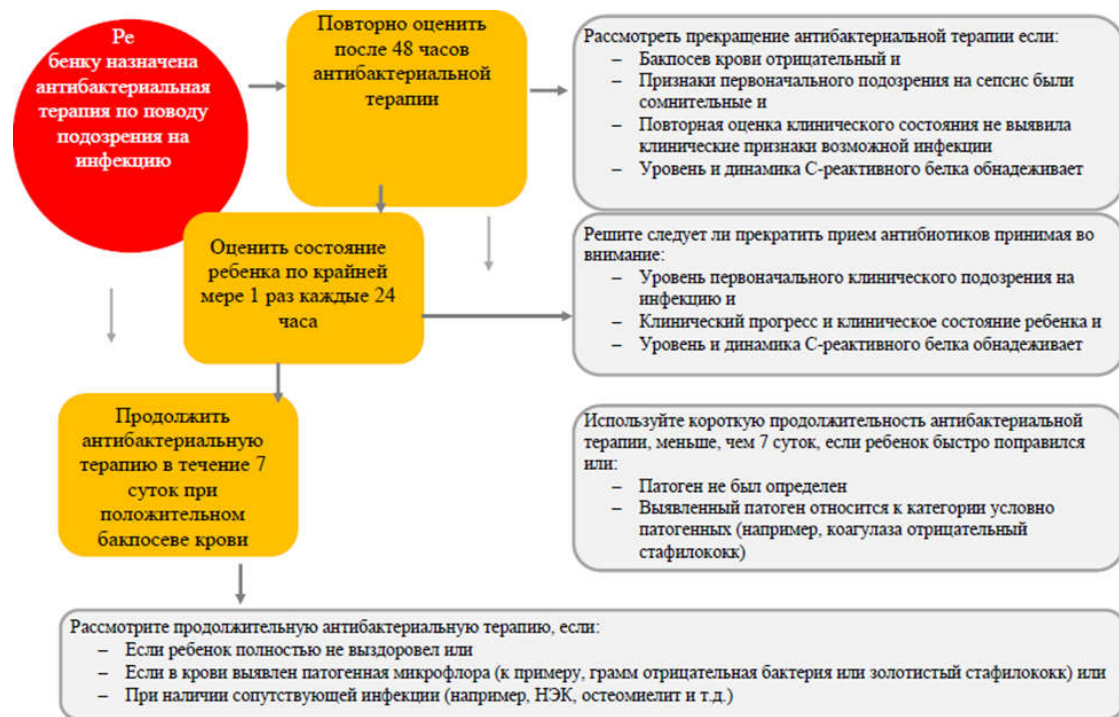 Ре
бенку назначена
антибактериальная
терапия по поводу
подозрения на
инфекцию
Повторно оценить
после 48 часов
антибактериальной
терапии
Рассмотреть прекращение антибактериальной терапии если:
– Бакпосев крови отрицательный и
– Признаки первоначального подозрения на сепсис были
сомнительные и
– Повторная оценка клинического состояния не выявила
клинические признаки возможной инфекции
– Уровень и динамика С-реактивного белка обнадеживает
Оценить состояние
ребенка по крайней
мере 1 раз каждые 24
часа
Решите следует ли прекратить прием антибиотиков принимая во
внимание:
– Уровень первоначального клинического подозрения на
инфекцию и
– Клинический прогресс и клиническое состояние ребенка и
– Уровень и динамика С-реактивного белка обнадеживает
Продолжить
антибактериальную
терапию в течение 7
суток при
положительном
бакпосеве крови
Используйте короткую продолжительность антибактериальной
терапии, меньше, чем 7 суток, если ребенок быстро поправился
или:
– Патоген не был определен
– Выявленный патоген относится к категории условно
патогенных (например, коагулаза отрицательный
стафилококк)
Рассмотрите продолжительную антибактериальную терапию, если:
– Если ребенок полностью не выздоровел или
– Если в крови выявлен патогенная микрофлора (к примеру, грамм отрицательная бактерия или золотистый стафилококк) или
– При наличии сопутствующей инфекции (например, НЭК, остеомиелит и т.д.)